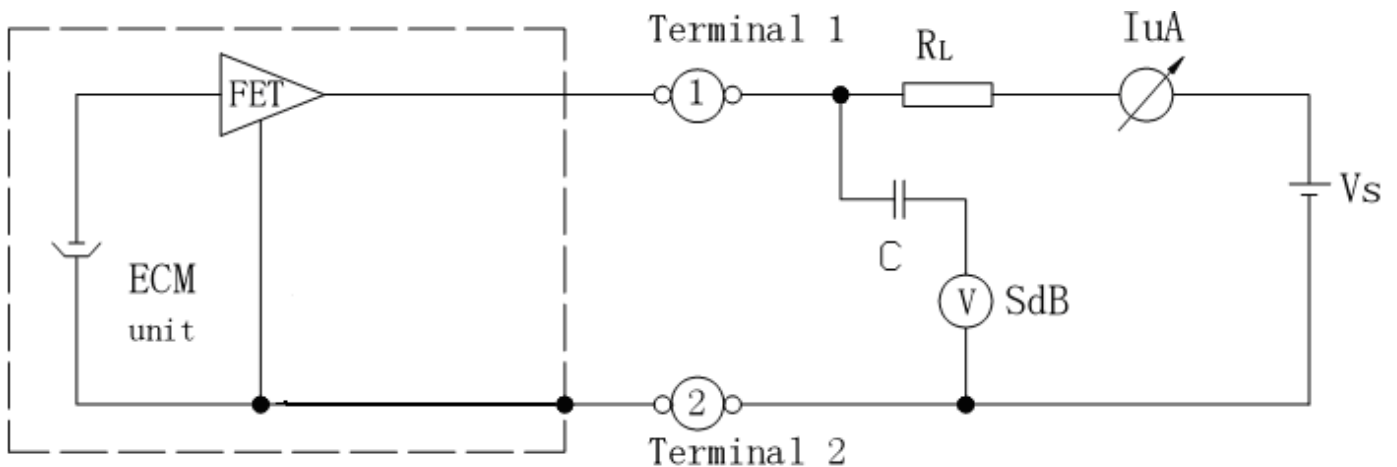 Terminal 1
RL
IuA
FET
1
Vs
C
ECM
unit
V
SdB
2
Terminal 2